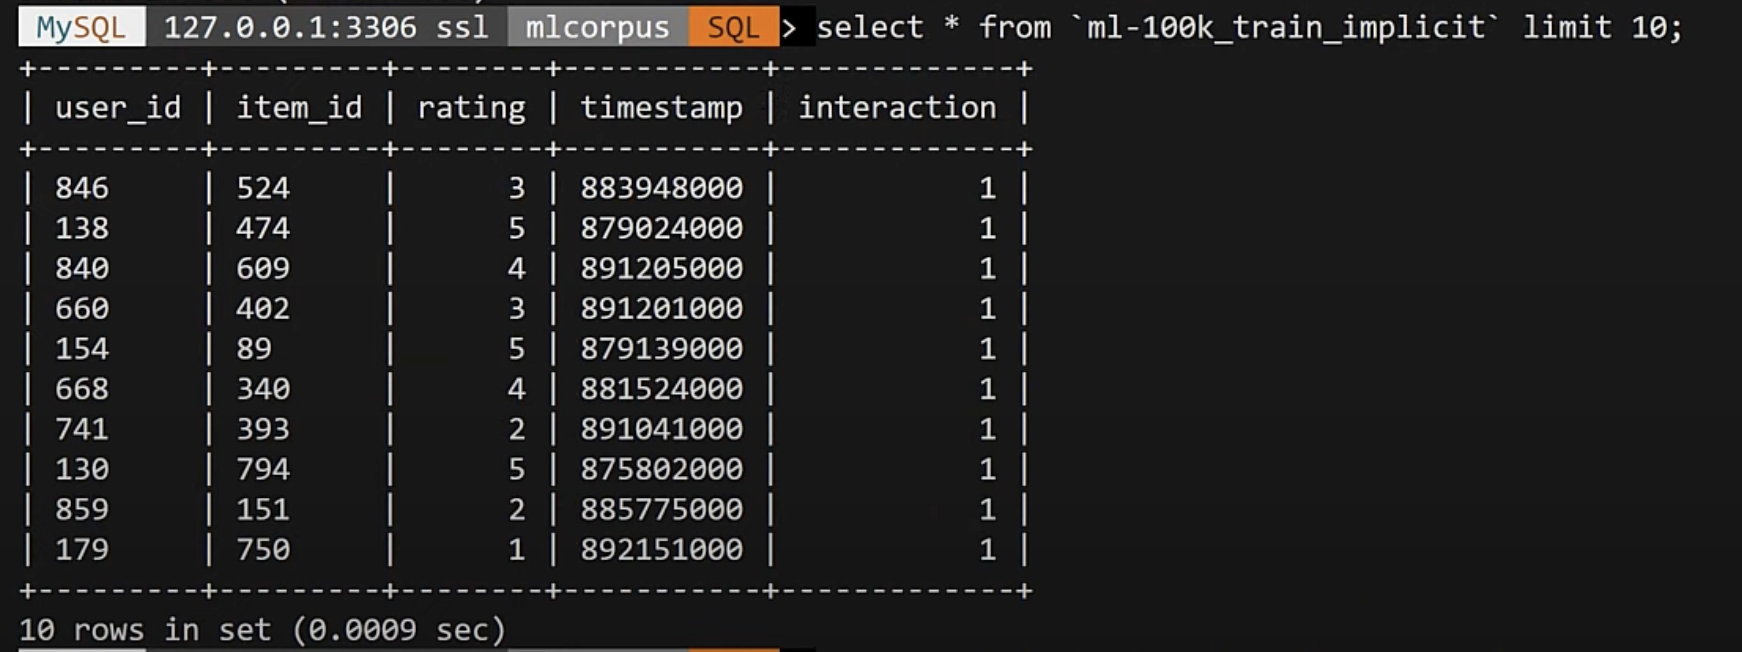 MySQL 127.0.0.1:3306 ssl mlcorpus SQL > select * from `ml-100k_train_implicit` limit 10;
+---------+---------+--------+-----------+-------------+
| user_id | item_id | rating | timestamp | interaction |
+---------+---------+--------+-----------+-------------+
| 846     | 524     |      3 | 883948000 |           1 |
| 138     | 474     |      5 | 879024000 |           1 |
| 840     | 609     |      4 | 891205000 |           1 |
| 660     | 402     |      3 | 891201000 |           1 |
| 154     | 89      |      5 | 879139000 |           1 |
| 668     | 340     |      4 | 881524000 |           1 |
| 741     | 393     |      2 | 891041000 |           1 |
| 130     | 794     |      5 | 875802000 |           1 |
| 859     | 151     |      2 | 885775000 |           1 |
| 179     | 750     |      1 | 892151000 |           1 |
+---------+---------+--------+-----------+-------------+
10 rows in set (0.0009 sec)